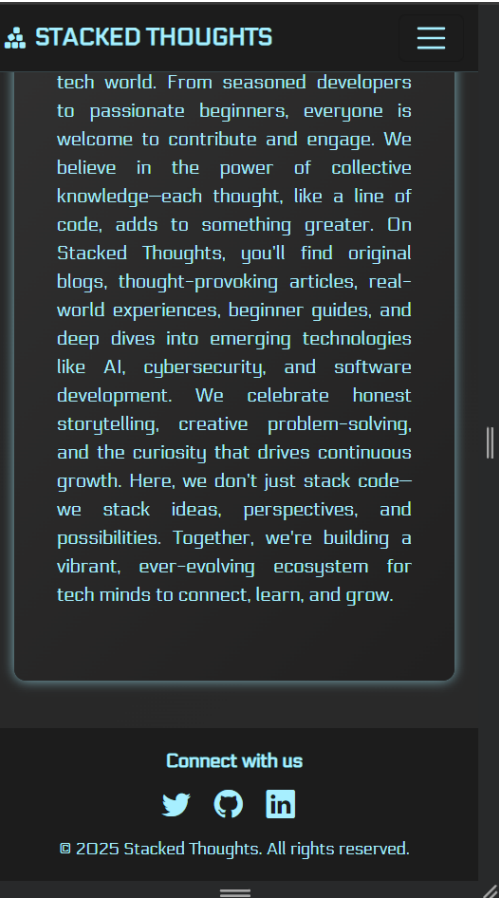 STACKED THOUGHTS
tech world. From seasoned developers
to passionate beginners, everyone is
welcome to contribute and engage. We
believe in the power of collective
knowledge—each thought, like a line of
code, adds to something greater. On
Stacked Thoughts, you'll find original
blogs, thought-provoking articles, real-
world experiences, beginner guides, and
deep dives into emerging technologies
like AI, cybersecurity, and software
development. We celebrate honest
storytelling, creative problem-solving,
and the curiosity that drives continuous
growth. Here, we don't just stack code—
we stack ideas, perspectives, and
possibilities. Together, we're building a
vibrant, ever-evolving ecosystem for
tech minds to connect, learn, and grow.
Connect with us
© 2025 Stacked Thoughts. All rights reserved.